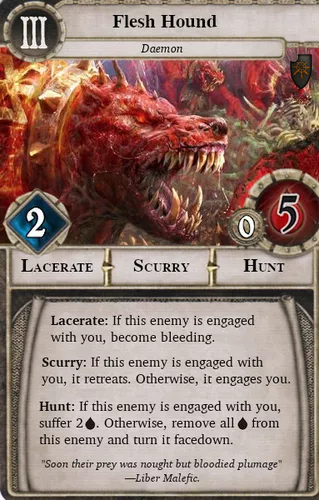 III
Flesh Hound
Daemon
2
0
5
LACERATE SCURRY HUNT
Lacerate: If this enemy is engaged
with you, become bleeding.
Scurry: If this enemy is engaged with
you, it retreats. Otherwise, it engages you.
Hunt: If this enemy is engaged with you,
suffer 2. Otherwise, remove all from
this enemy and turn it facedown.
"Soon their prey was nought but bloodied plumage"
—Liber Malefic.